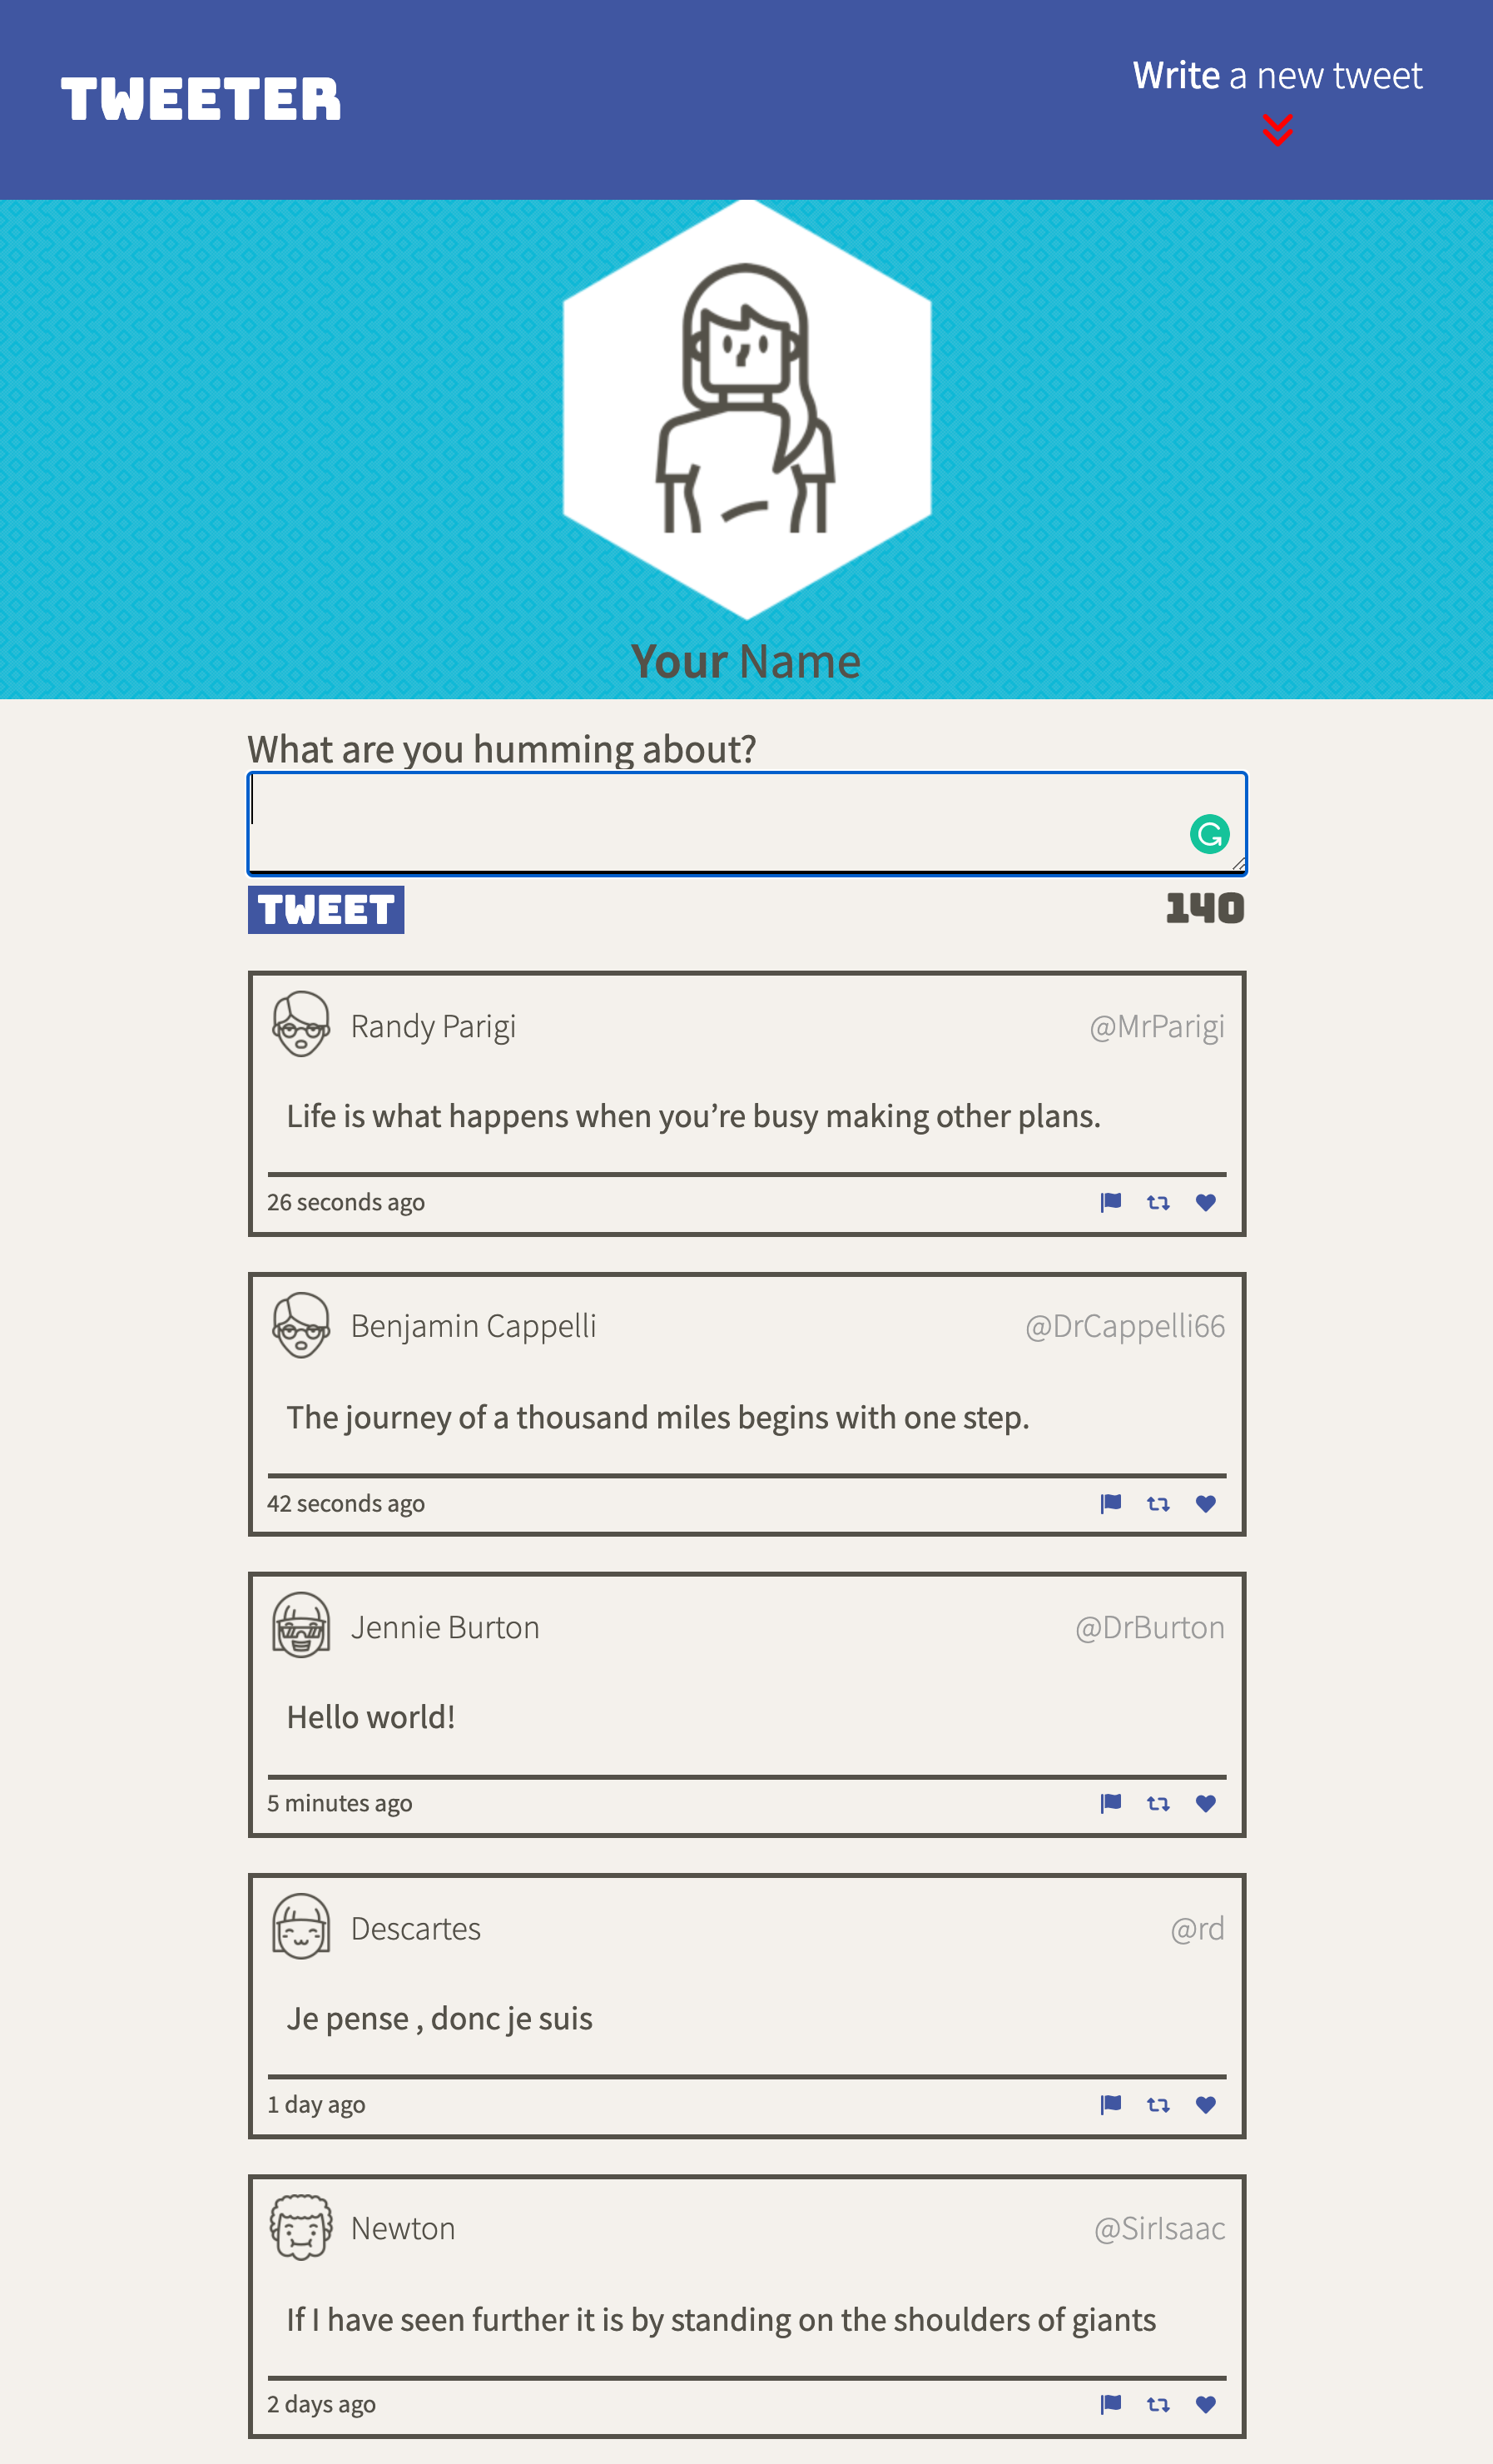 TWEETER
Write a new tweet
Your Name
What are you humming about?
TWEET
140
Randy Parigi
@MrParigi
Life is what happens when you’re busy making other plans.
26 seconds ago
Benjamin Cappelli
@DrCappelli66
The journey of a thousand miles begins with one step.
42 seconds ago
Jennie Burton
@DrBurton
Hello world!
5 minutes ago
Descartes
@rd
Je pense , donc je suis
1 day ago
Newton
@SirIsaac
If I have seen further it is by standing on the shoulders of giants
2 days ago